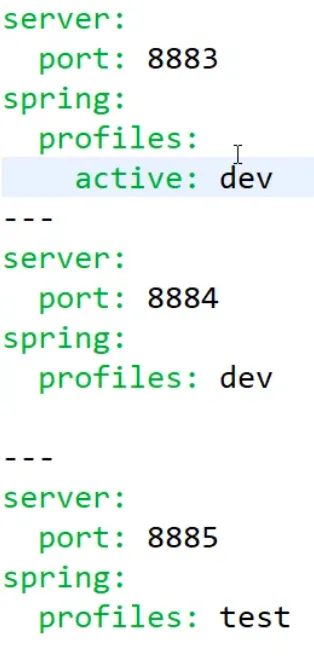 server:
  port: 8883
spring:
  profiles:
    active: dev
---
server:
  port: 8884
spring:
  profiles: dev

---
server:
  port: 8885
spring:
  profiles: test